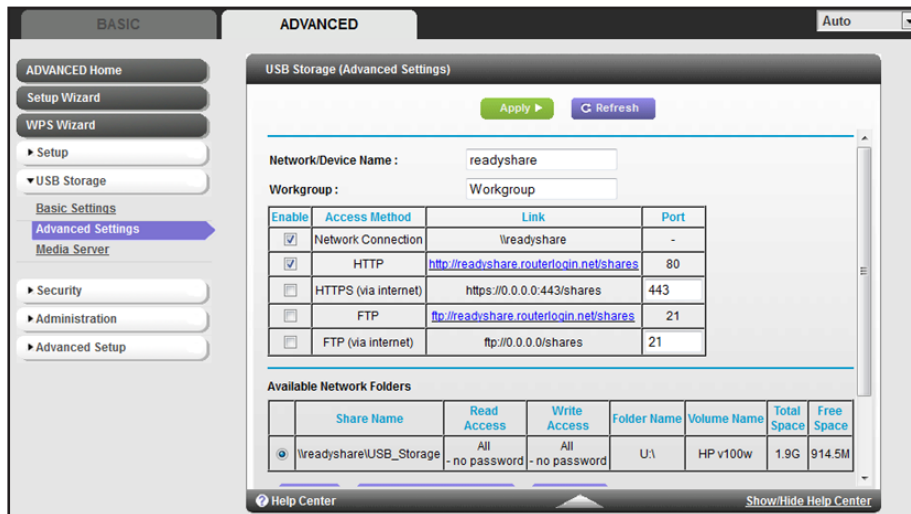 BASIC
ADVANCED
Auto
ADVANCED Home
Setup Wizard
WPS Wizard
Setup
USB Storage
Basic Settings
Advanced Settings
Media Server
Security
Administration
Advanced Setup
USB Storage (Advanced Settings)
Apply
Refresh
Network/Device Name : readyshare
Workgroup : Workgroup
Enable Access Method Link Port
Network Connection \\readyshare -
HTTP http://readyshare.routerlogin.net/shares 80
HTTPS (via internet) https://0.0.0.0:443/shares 443
FTP ftp://readyshare.routerlogin.net/shares 21
FTP (via internet) ftp://0.0.0.0/shares 21
Available Network Folders
Share Name Read Access Write Access Folder Name Volume Name Total Space Free Space
\\readyshare\USB_Storage All - no password All - no password U:\ HP v100w 1.9G 914.5M
Help Center
Show/Hide Help Center